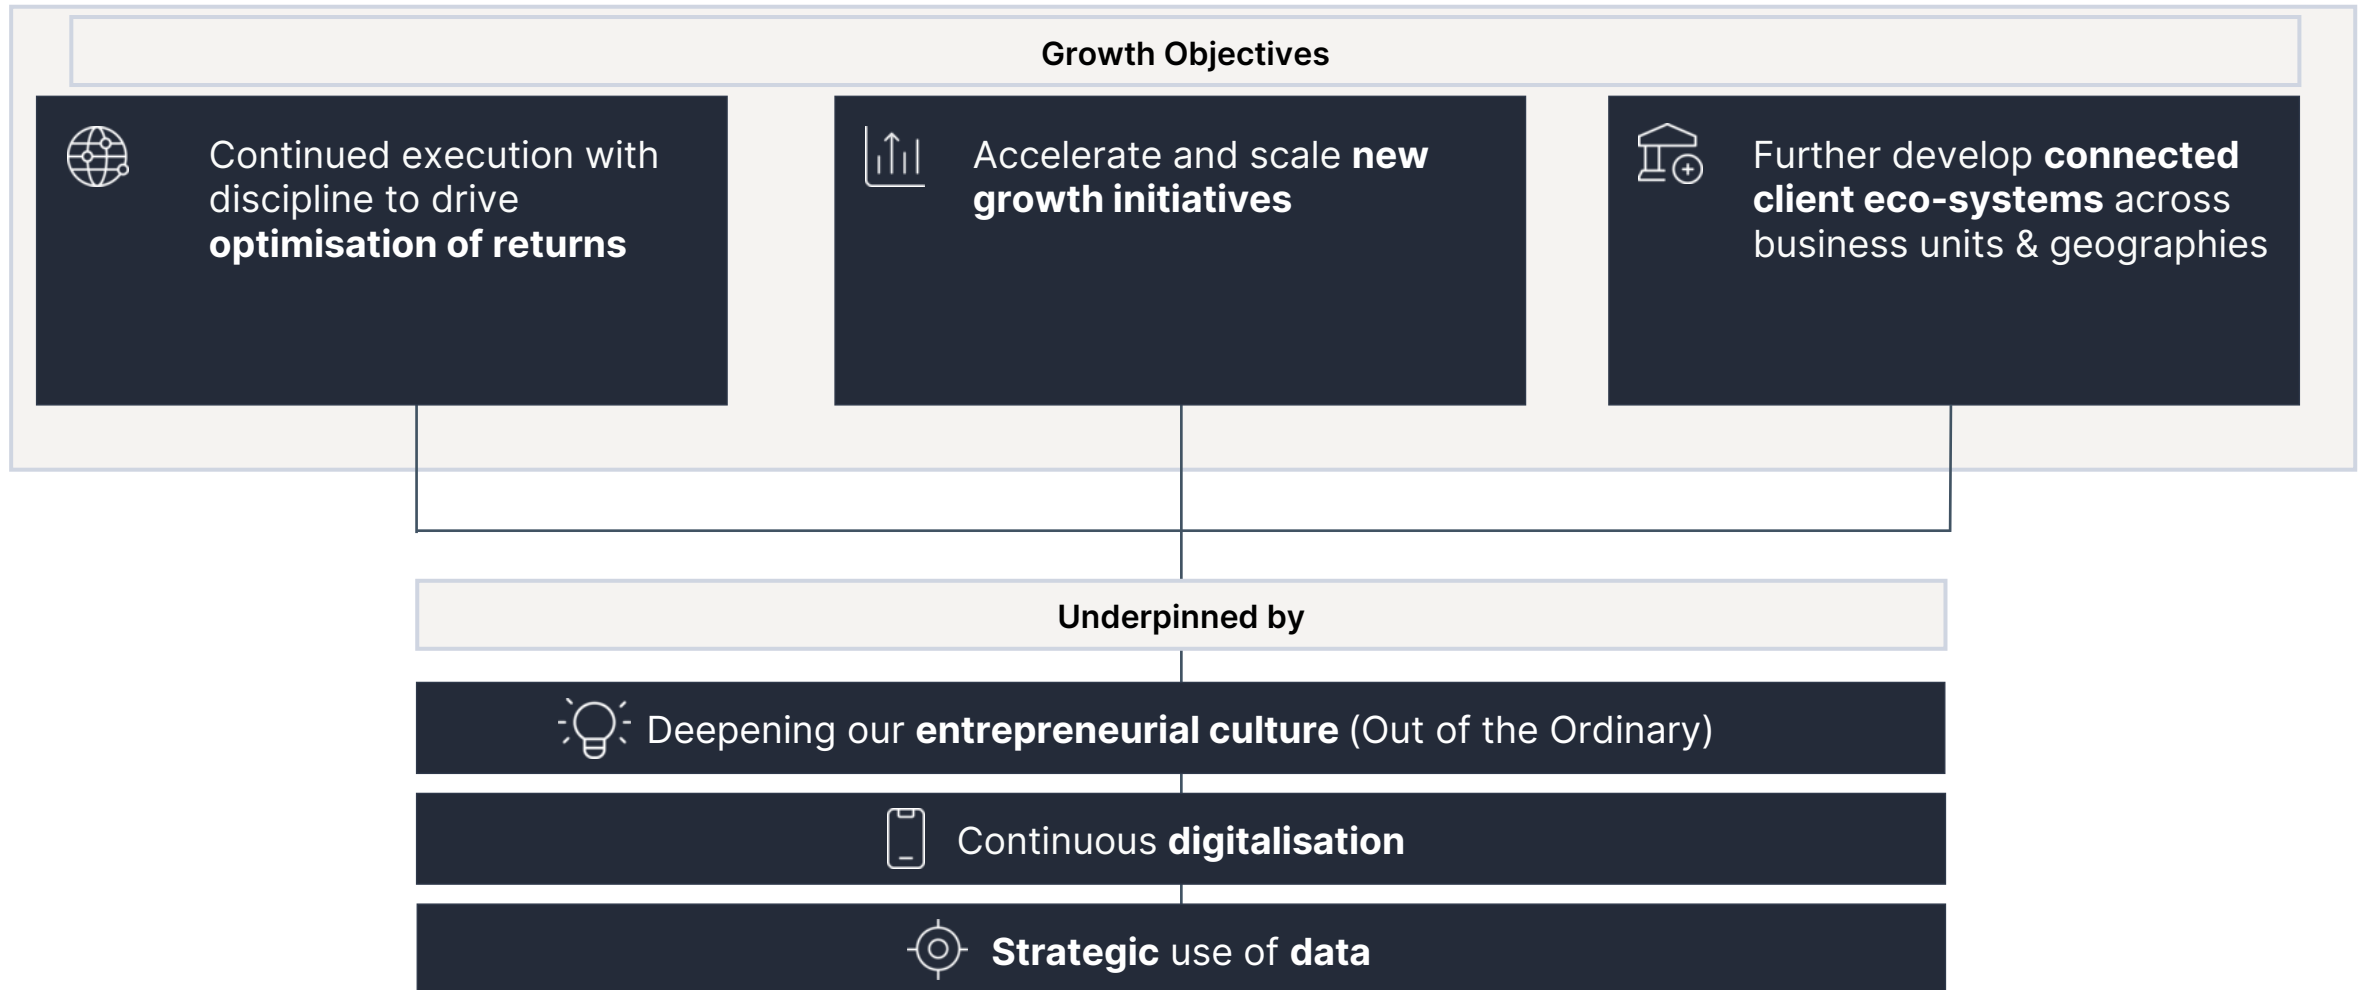 Growth Objectives
Continued execution with
discipline to drive
optimisation of returns
Accelerate and scale new
growth initiatives
Further develop connected
client eco-systems across
business units & geographies
Underpinned by
Deepening our entrepreneurial culture (Out of the Ordinary)
Continuous digitalisation
Strategic use of data